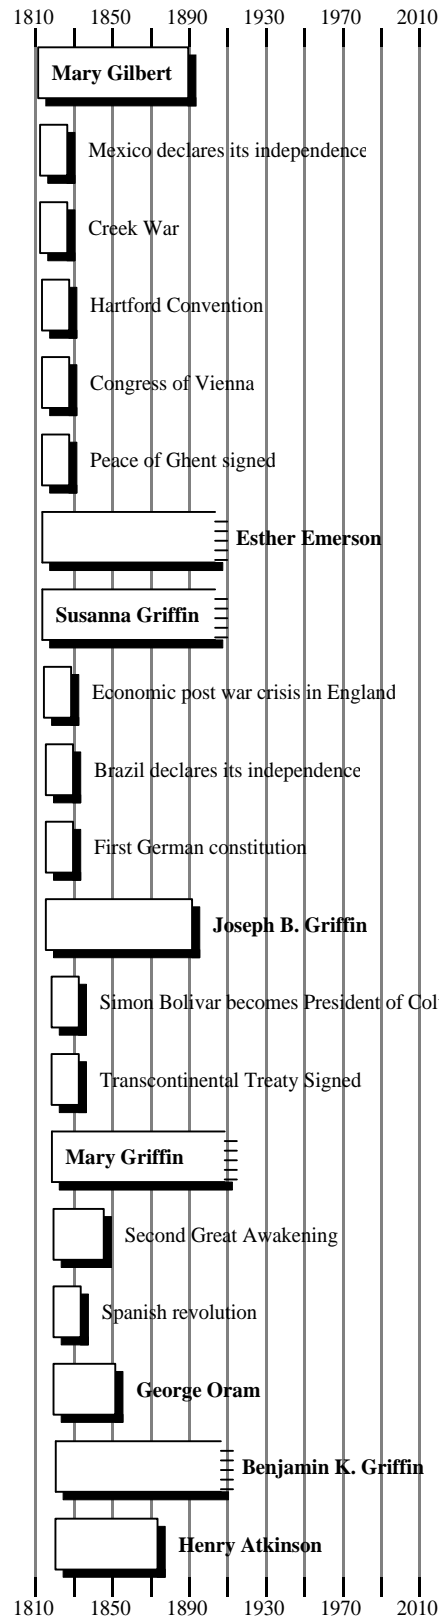 1810 1850 1890 1930 1970 2010
Mary Gilbert
Mexico declares its independence
Creek War
Hartford Convention
Congress of Vienna
Peace of Ghent signed
Esther Emerson
Susanna Griffin
Economic post war crisis in England
Brazil declares its independence
First German constitution
Joseph B. Griffin
Simon Bolivar becomes President of Col
Transcontinental Treaty Signed
Mary Griffin
Second Great Awakening
Spanish revolution
George Oram
Benjamin K. Griffin
Henry Atkinson
1810 1850 1890 1930 1970 2010